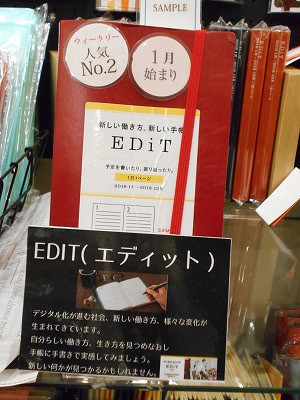 SAMPLE
ウィークリー
人気
No.2
1月
始まり
新しい働き方。新しい手帳
EDiT
予定を書いたり、振り返ったり。
1日1ページ
1
2
EDiT
EDIT(エディット)
デジタル化が進む社会、新しい働き方、様々な変化が
生まれてきています。
自分らしい働き方、生き方を見つめなおし
手帳に手書きで実感してみましょう。
新しい何かが見つかるかもしれません。
EDiT